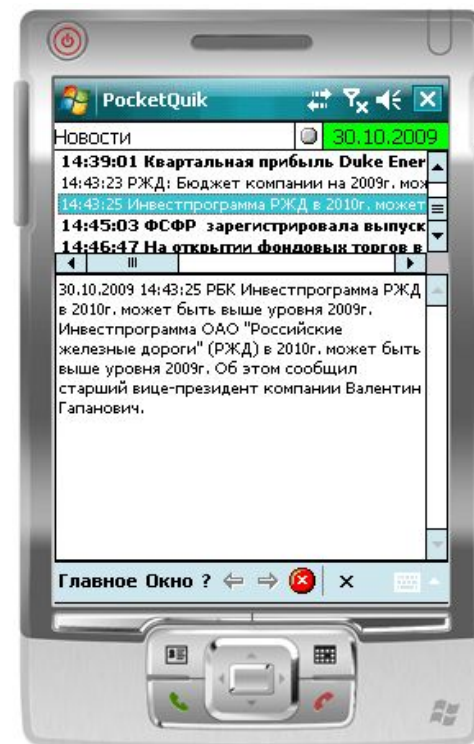 PocketQuik
Новости
30.10.2009
14:39:01 Квартальная прибыль Duke Ener
14:43:23 РЖД: Бюджет компании на 2009г. мож
14:43:25 Инвестпрограмма РЖД в 2010г. может
14:45:03 ФСФР зарегистрировала выпуск
14:46:47 На открытии фондовых торгов в
30.10.2009 14:43:25 РБК Инвестпрограмма РЖД
в 2010г. может быть выше уровня 2009г.
Инвестпрограмма ОАО "Российские
железные дороги" (РЖД) в 2010г. может быть
выше уровня 2009г. Об этом сообщил
старший вице-президент компании Валентин
Гапанович.
Главное Окно ?